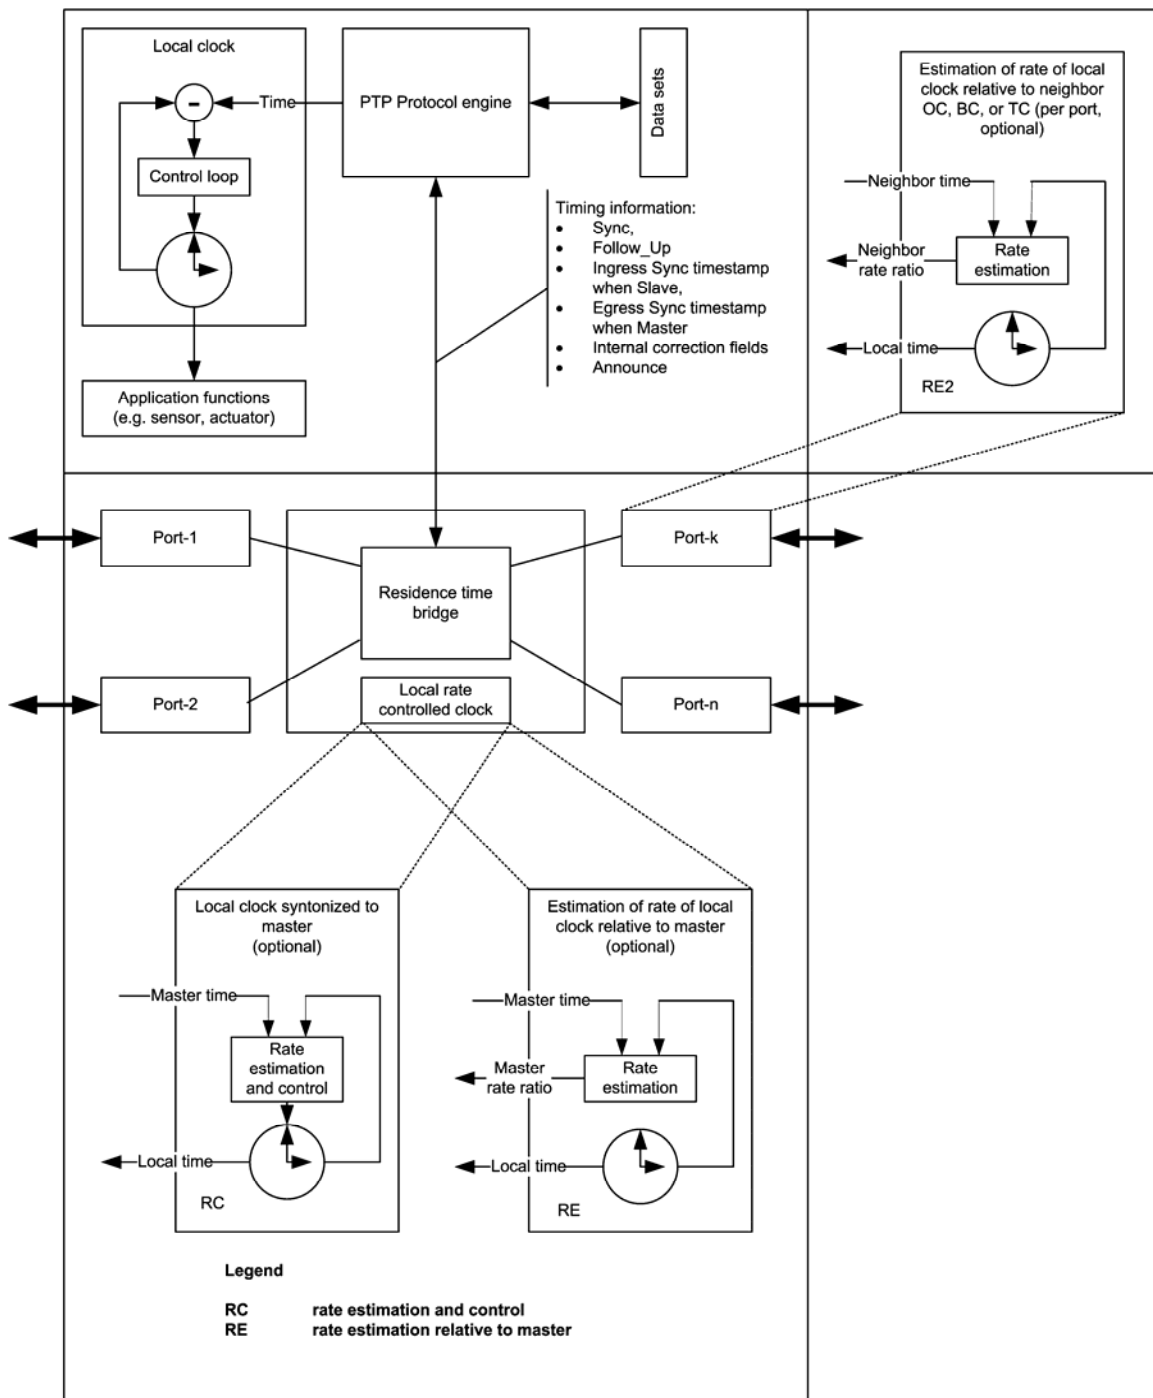 Local clock
-
Time
Control loop
Application functions
(e.g. sensor, actuator)
PTP Protocol engine
Data sets
Timing information:
• Sync,
• Follow_Up
• Ingress Sync timestamp
when Slave,
• Egress Sync timestamp
when Master
• Internal correction fields
• Announce
Estimation of rate of local
clock relative to neighbor
OC, BC, or TC (per port,
optional)
Neighbor time
Neighbor
rate ratio
Rate
estimation
Local time
RE2
Port-1
Port-k
Residence time
bridge
Port-2
Local rate
controlled clock
Port-n
Local clock syntonized to
master
(optional)
Master time
Rate
estimation
and control
Local time
RC
Estimation of rate of local
clock relative to master
(optional)
Master time
Master
rate ratio
Rate
estimation
Local time
RE
Legend
RC rate estimation and control
RE rate estimation relative to master